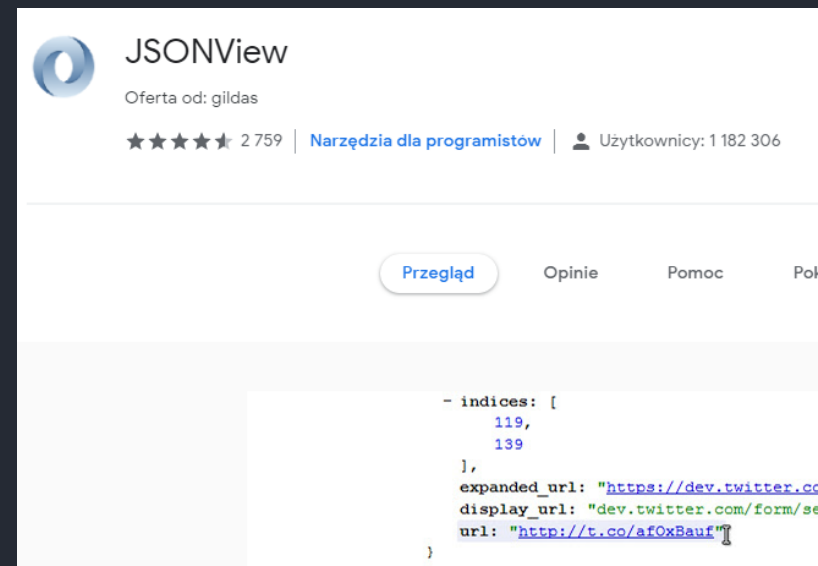 JSONView
Oferta od: gildas
2 759 Narzędzia dla programistów Użytkownicy: 1 182 306
Przegląd Opinie Pomoc
- indices: [
119,
139
],
expanded_url: "https://dev.twitter.co
display_url: "dev.twitter.com/form/se
url: "http://t.co/afOxBauf"
}